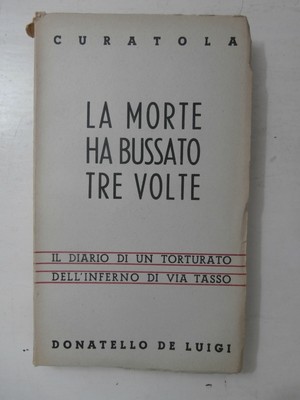 CURATOLA
LA MORTE
HA BUSSATO
TRE VOLTE
IL DIARIO DI UN TORTURATO
DELL'INFERNO DI VIA TASSO
DONATELLO DE LUIGI